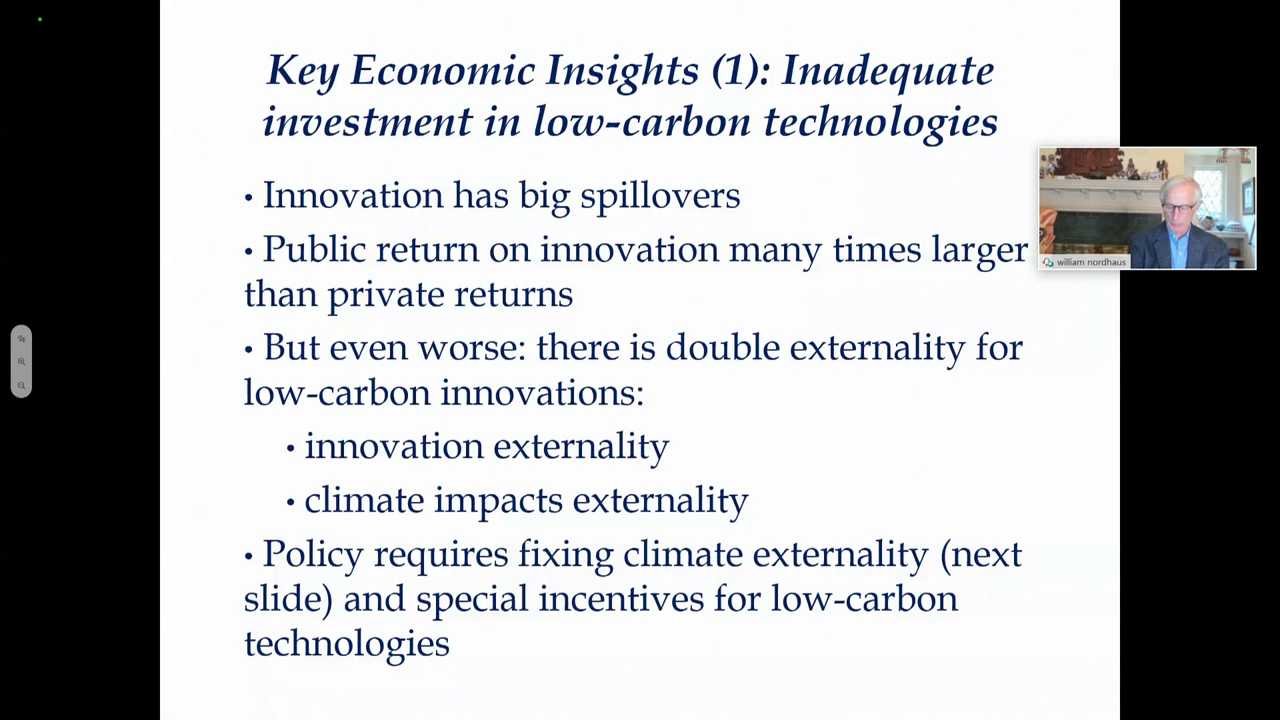 Key Economic Insights (1): Inadequate
investment in low-carbon technologies
• Innovation has big spillovers
• Public return on innovation many times larger
than private returns
• But even worse: there is double externality for
low-carbon innovations:
• innovation externality
• climate impacts externality
• Policy requires fixing climate externality (next
slide) and special incentives for low-carbon
technologies
william nordhaus